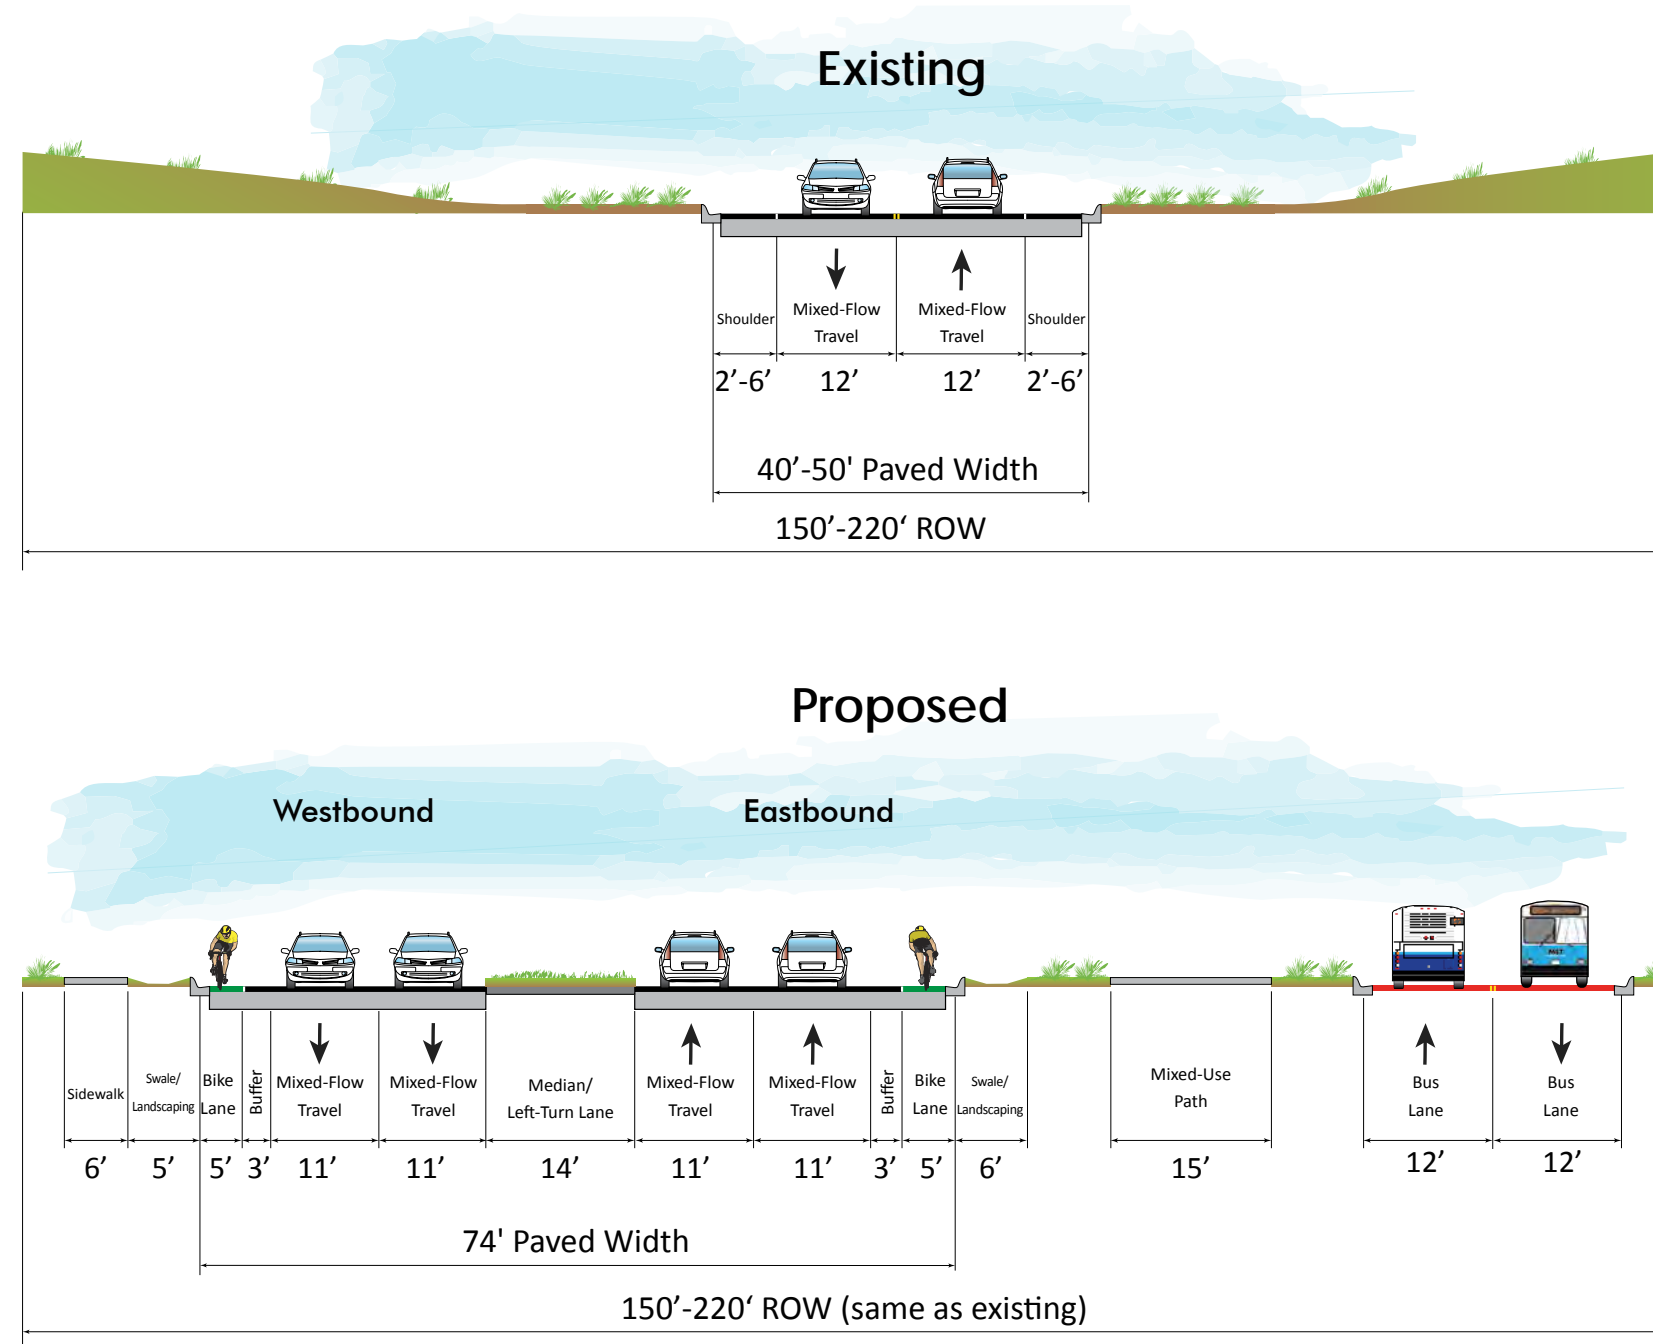 Existing
Shoulder
Mixed-Flow
Travel
Mixed-Flow
Travel
Shoulder
2’-6’
12’
12’
2’-6’
40’-50' Paved Width
150’-220‘ ROW
Proposed
Westbound
Eastbound
MLT
Sidewalk
Swale/
Landscaping
Bike
Lane
Buffer
Mixed-Flow
Travel
Mixed-Flow
Travel
Median/
Left-Turn Lane
Mixed-Flow
Travel
Mixed-Flow
Travel
Buffer
Bike
Lane
Swale/
Landscaping
Mixed-Use
Path
Bus
Lane
Bus
Lane
6’
5’
5’
3’
11’
11’
14’
11’
11’
3’
5’
6’
15’
12’
12’
74' Paved Width
150’-220‘ ROW (same as existing)